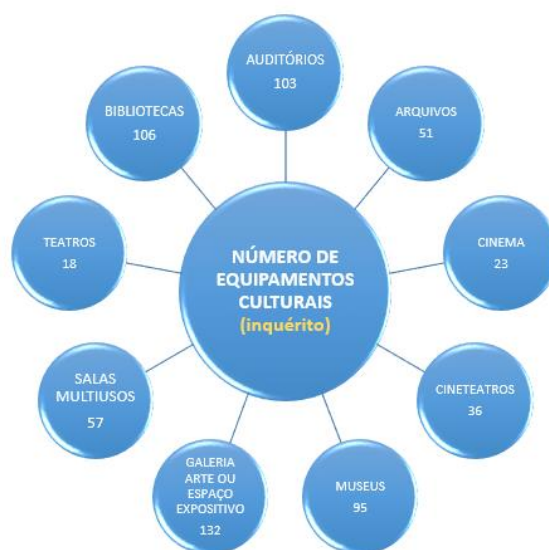 AUDITÓRIOS
103
ARQUIVOS
51
CINEMA
23
CINETEATROS
36
MUSEUS
95
GALERIA
ARTE OU
ESPAÇO
EXPOSITIVO
132
SALAS
MULTIUSOS
57
TEATROS
18
BIBLIOTECAS
106
NÚMERO DE
EQUIPAMENTOS
CULTURAIS
(inquérito)